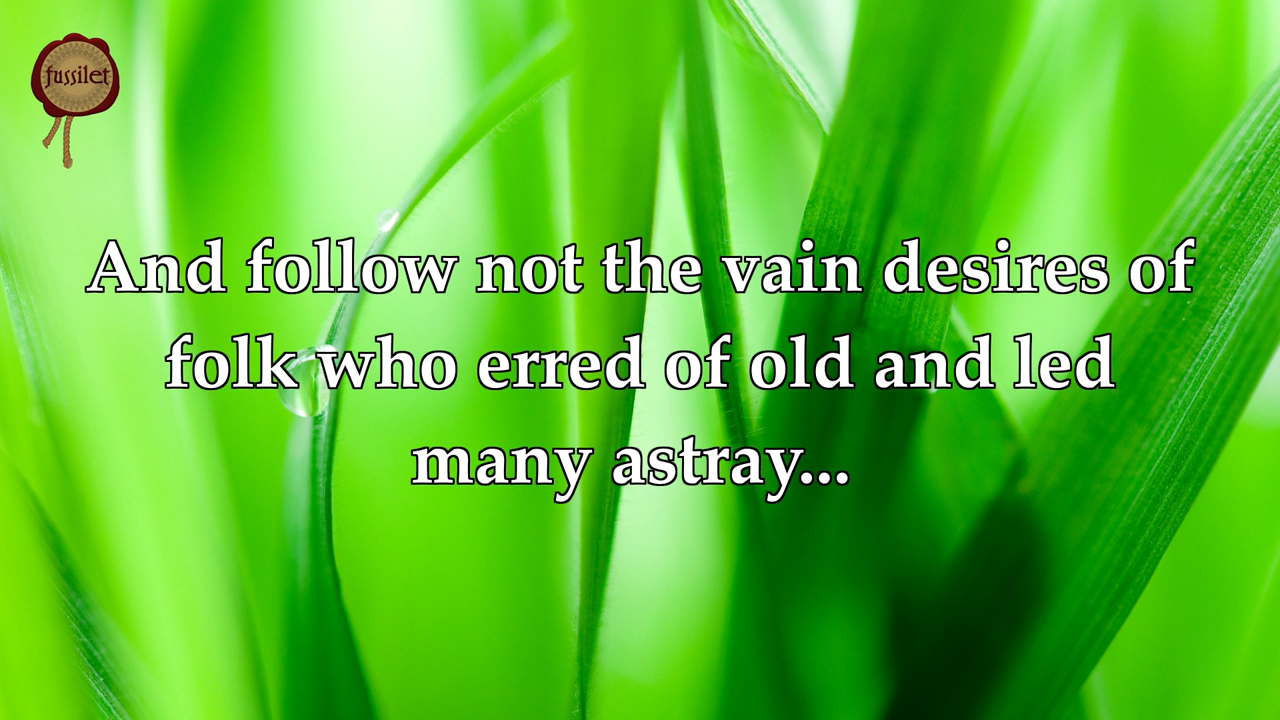 fussilet
And follow not the vain desires of
folk who erred of old and led
many astray...